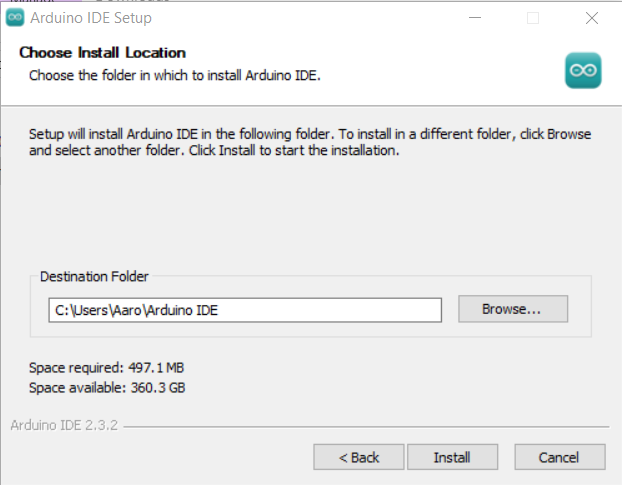 Arduino IDE Setup
Choose Install Location
Choose the folder in which to install Arduino IDE.
Setup will install Arduino IDE in the following folder. To install in a different folder, click Browse
and select another folder. Click Install to start the installation.
Destination Folder
C:\Users\Aaro\Arduino IDE
Browse...
Space required: 497.1 MB
Space available: 360.3 GB
Arduino IDE 2.3.2
< Back
Install
Cancel